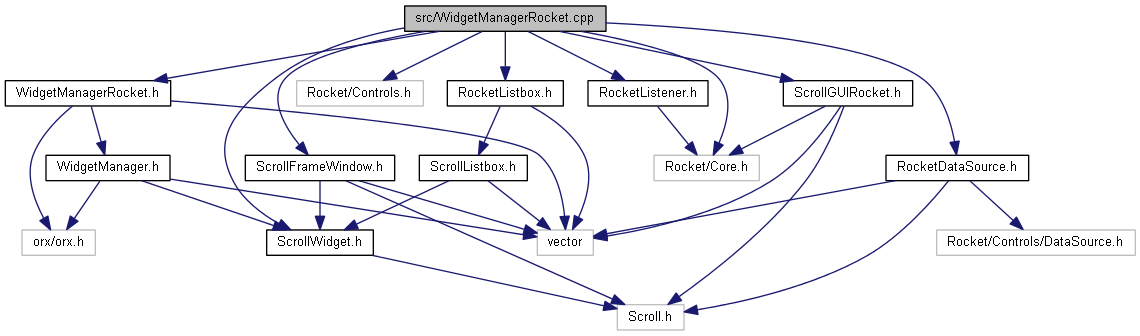 src/WidgetManagerRocket.cpp
WidgetManagerRocket.h
Rocket/Controls.h
RocketListbox.h
RocketListener.h
ScrollGUIRocket.h
WidgetManager.h
ScrollFrameWindow.h
ScrollListbox.h
Rocket/Core.h
RocketDataSource.h
orx/orx.h
ScrollWidget.h
vector
Rocket/Controls/DataSource.h
Scroll.h